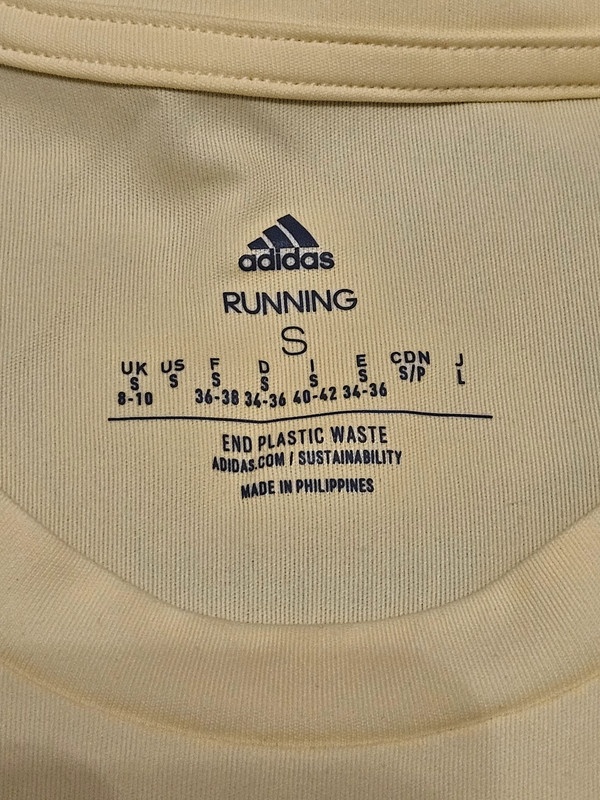 adidas
RUNNING
S
UK US F D I E CDN J
S S S S S S S/P L
8-10 36-38 34-36 40-42 34-36
END PLASTIC WASTE
ADIDAS.COM / SUSTAINABILITY
MADE IN PHILIPPINES